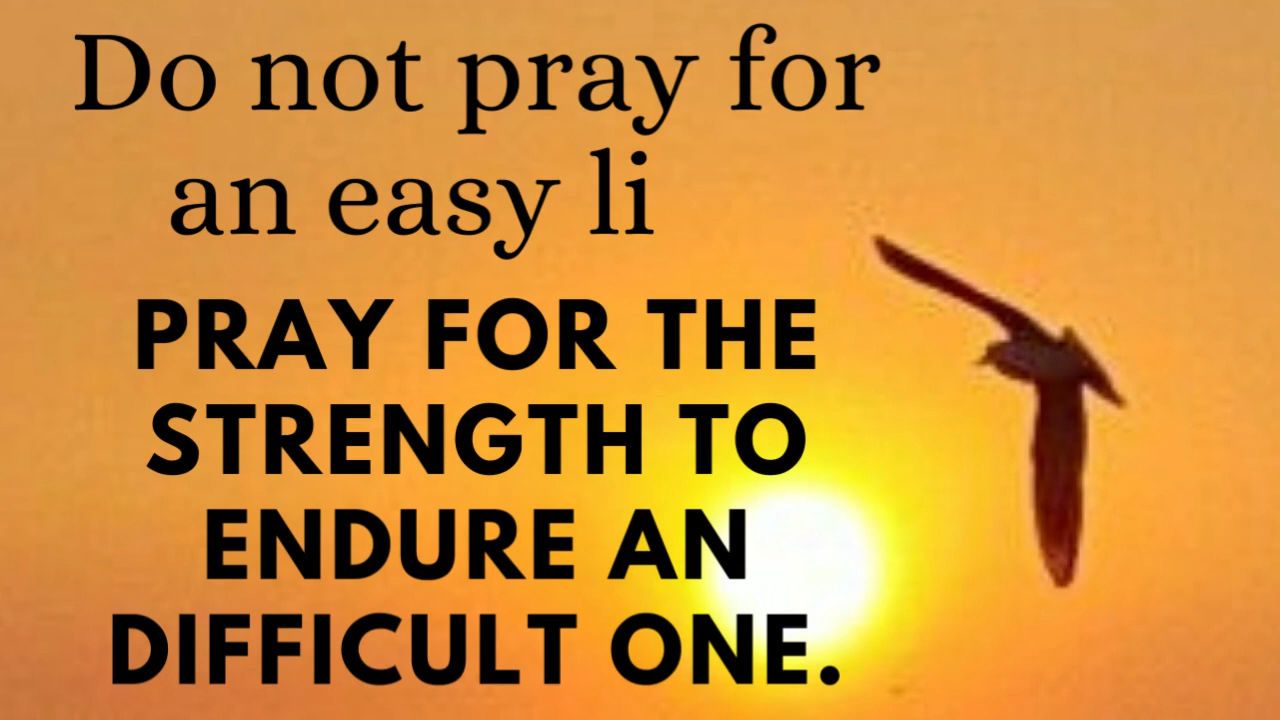 Do not pray for
an easy li
PRAY FOR THE
STRENGTH TO
ENDURE AN
DIFFICULT ONE.